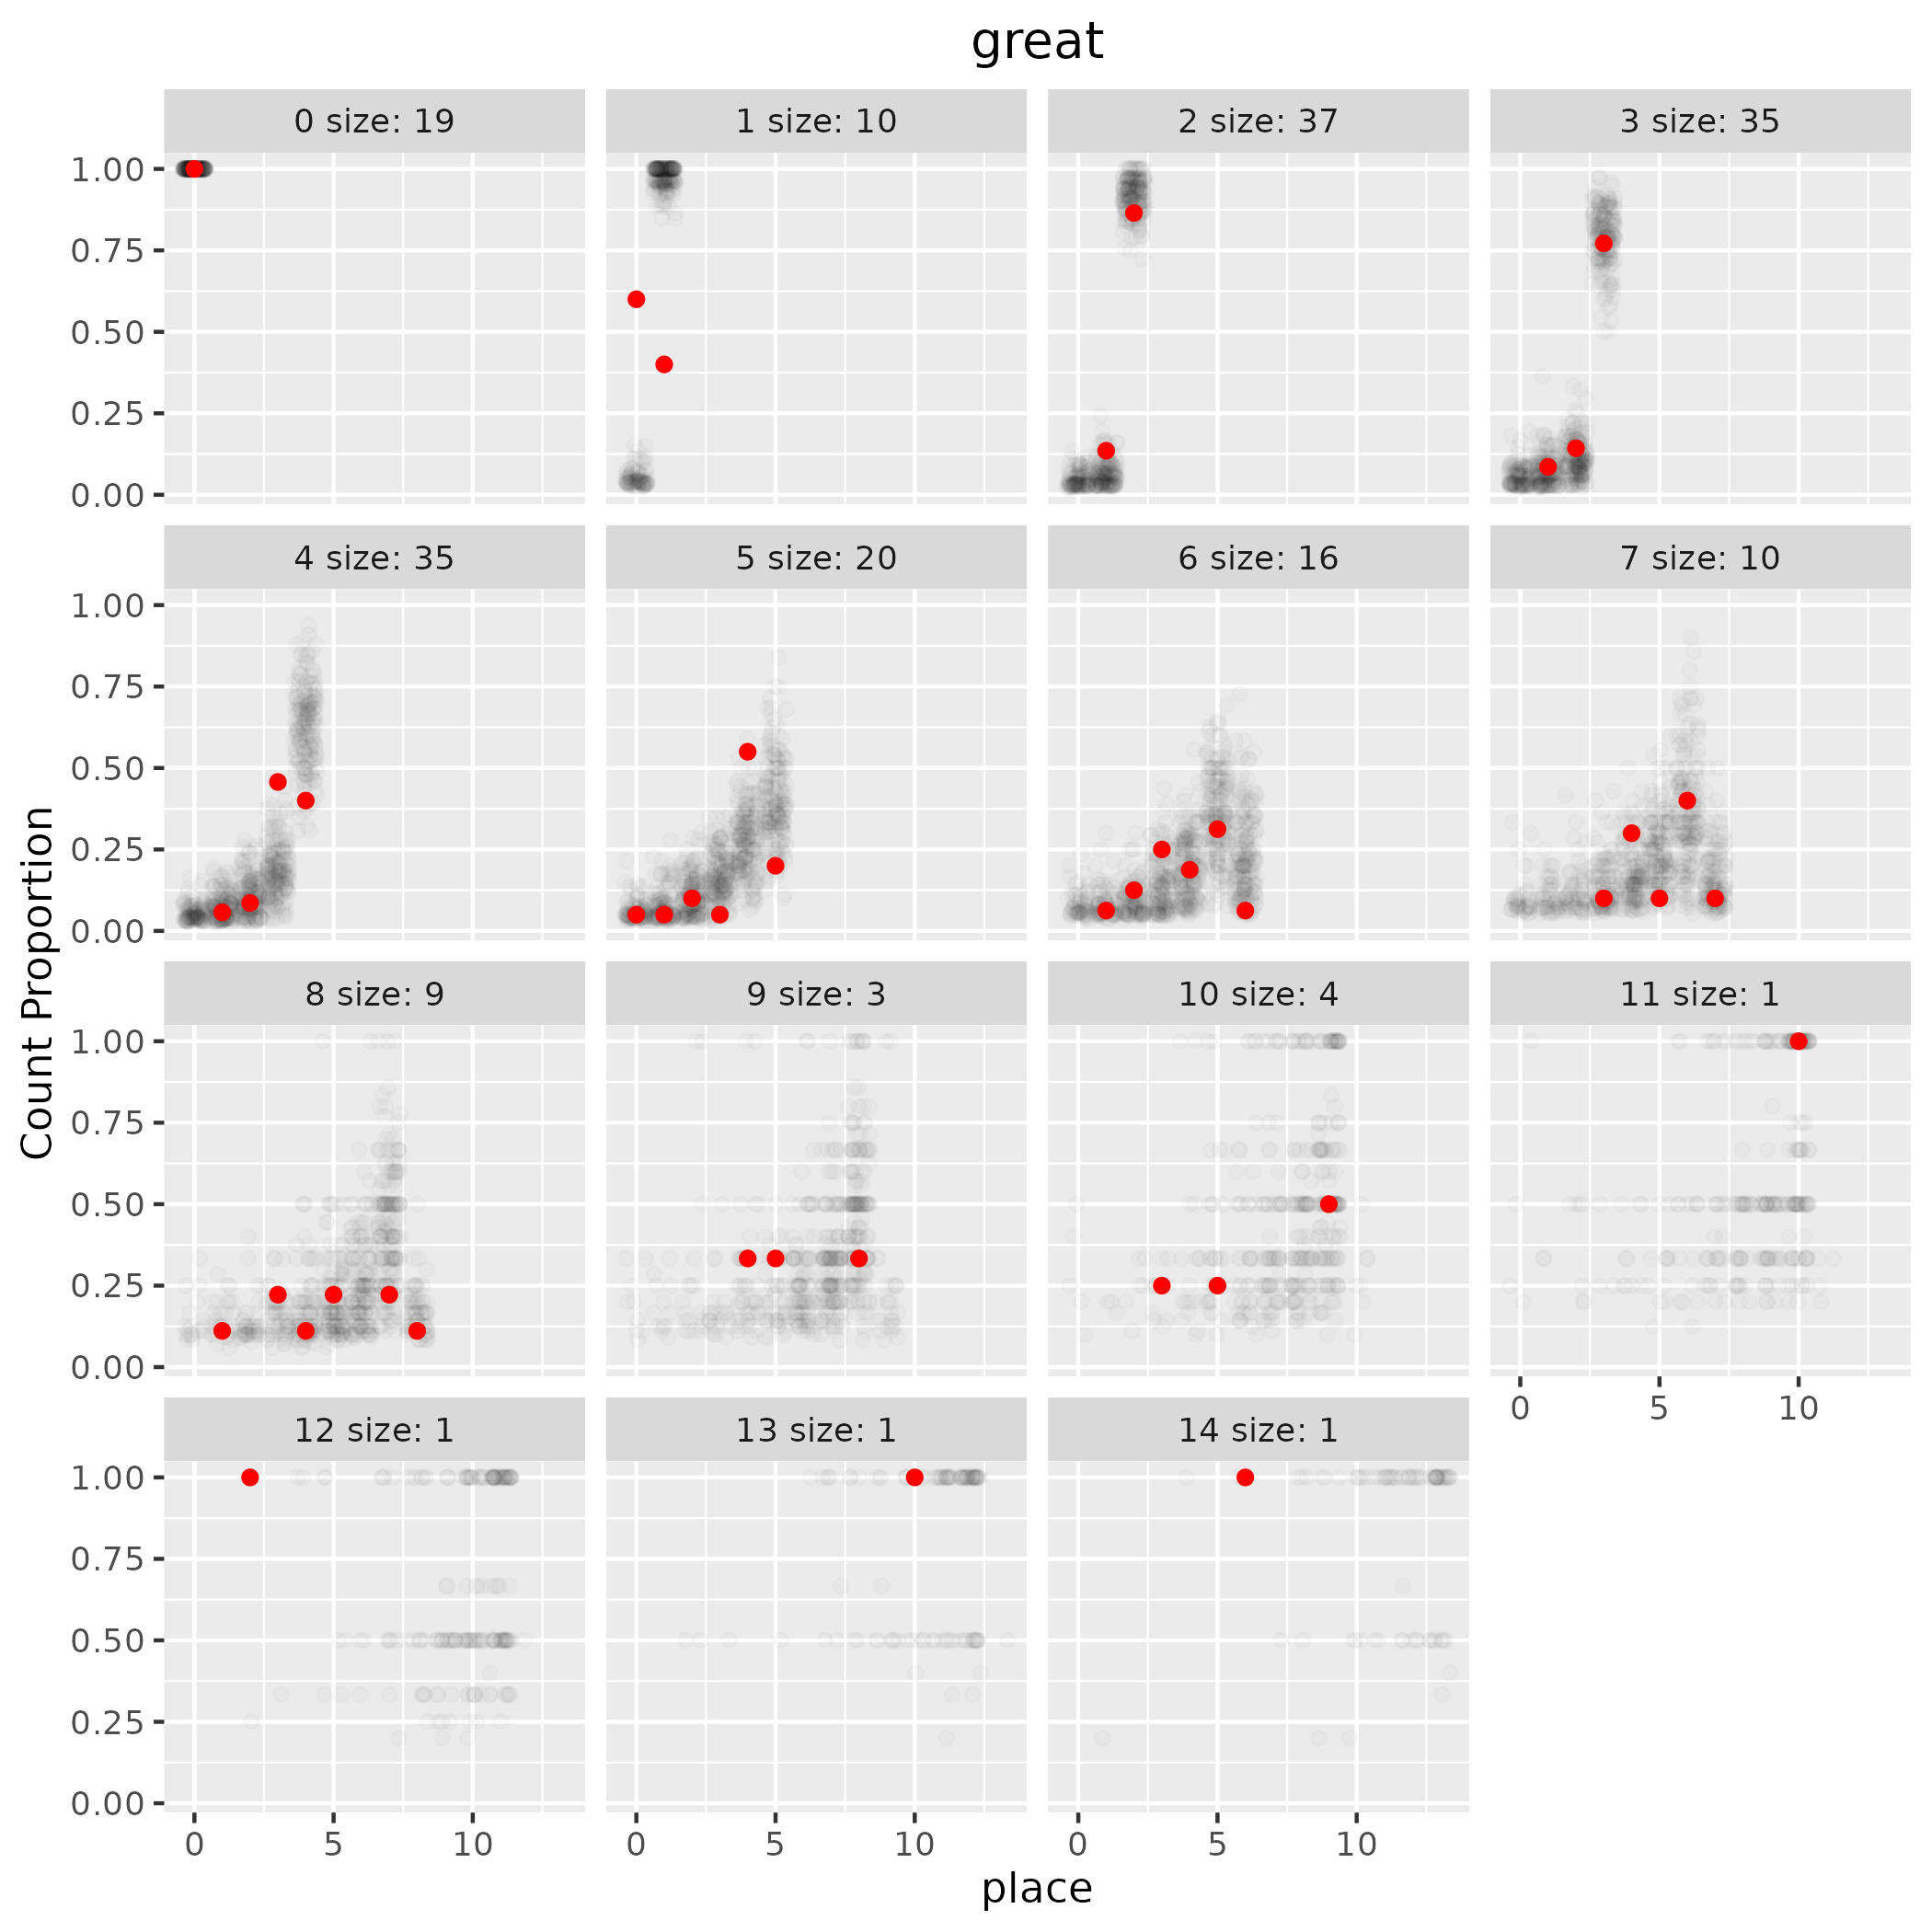 great
0 size: 19
1 size: 10
2 size: 37
3 size: 35
1.00
0.75
0.50
0.25
0.00
4 size: 35
5 size: 20
6 size: 16
7 size: 10
1.00
0.75
0.50
0.25
0.00
8 size: 9
9 size: 3
10 size: 4
11 size: 1
1.00
0.75
0.50
0.25
0.00
0 5 10
12 size: 1
13 size: 1
14 size: 1
1.00
0.75
0.50
0.25
0.00
0 5 10
0 5 10
0 5 10
place
Count Proportion